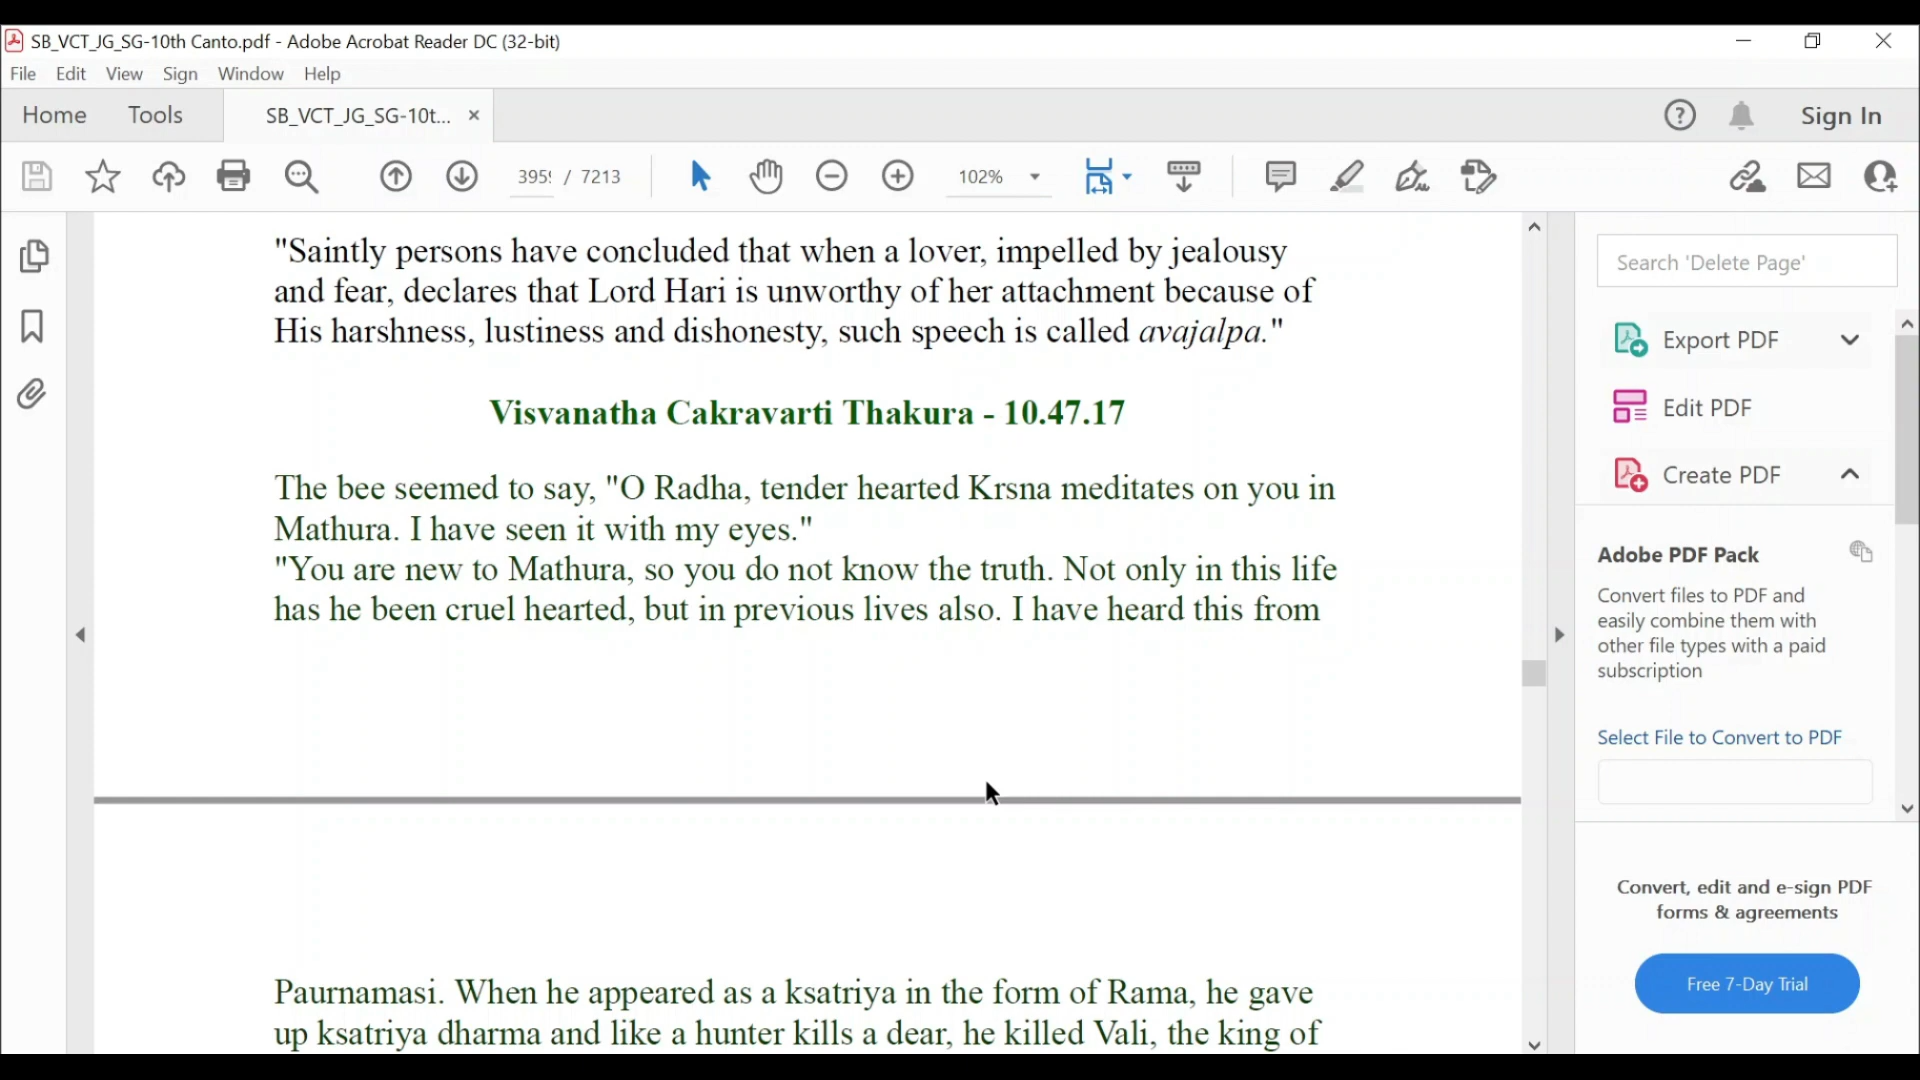 SB_VCT_JG_SG-10th Canto.pdf - Adobe Acrobat Reader DC (32-bit)
File Edit View Sign Window Help
Home Tools SB_VCT_JG_SG-10t... × Sign In
/ 7213 102%
"Saintly persons have concluded that when a lover, impelled by jealousy
and fear, declares that Lord Hari is unworthy of her attachment because of
His harshness, lustiness and dishonesty, such speech is called avajalpa."
Visvanatha Cakravarti Thakura - 10.47.17
The bee seemed to say, "O Radha, tender hearted Krsna meditates on you in
Mathura. I have seen it with my eyes."
"You are new to Mathura, so you do not know the truth. Not only in this life
has he been cruel hearted, but in previous lives also. I have heard this from
Paurnamasi. When he appeared as a ksatriya in the form of Rama, he gave
up ksatriya dharma and like a hunter kills a dear, he killed Vali, the king of
Search 'Delete Page'
Export PDF
Edit PDF
Create PDF
Adobe PDF Pack
Convert files to PDF and
easily combine them with
other file types with a paid
subscription
Select File to Convert to PDF
Convert, edit and e-sign PDF
forms & agreements
Free 7-Day Trial